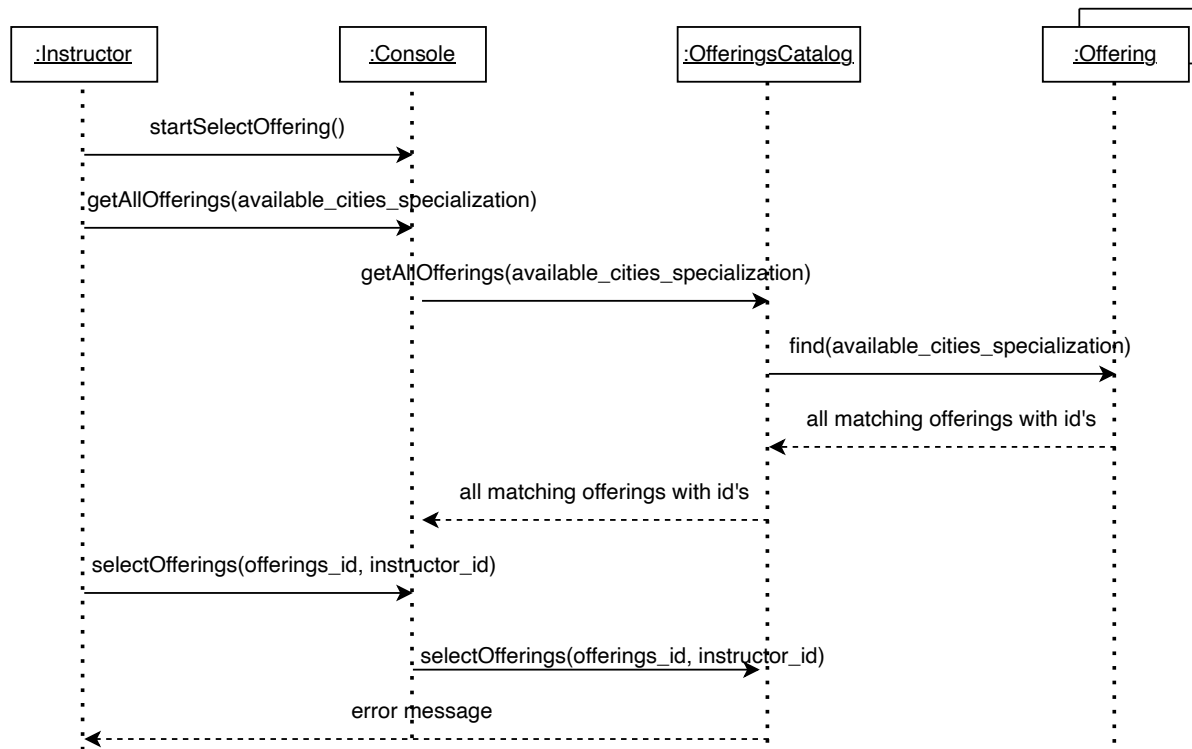 :Instructor
:Console
:OfferingsCatalog
:Offering
startSelectOffering()
getAllOfferings(available_cities_specialization)
getAllOfferings(available_cities_specialization)
find(available_cities_specialization)
all matching offerings with id's
all matching offerings with id's
selectOfferings(offerings_id, instructor_id)
selectOfferings(offerings_id, instructor_id)
error message